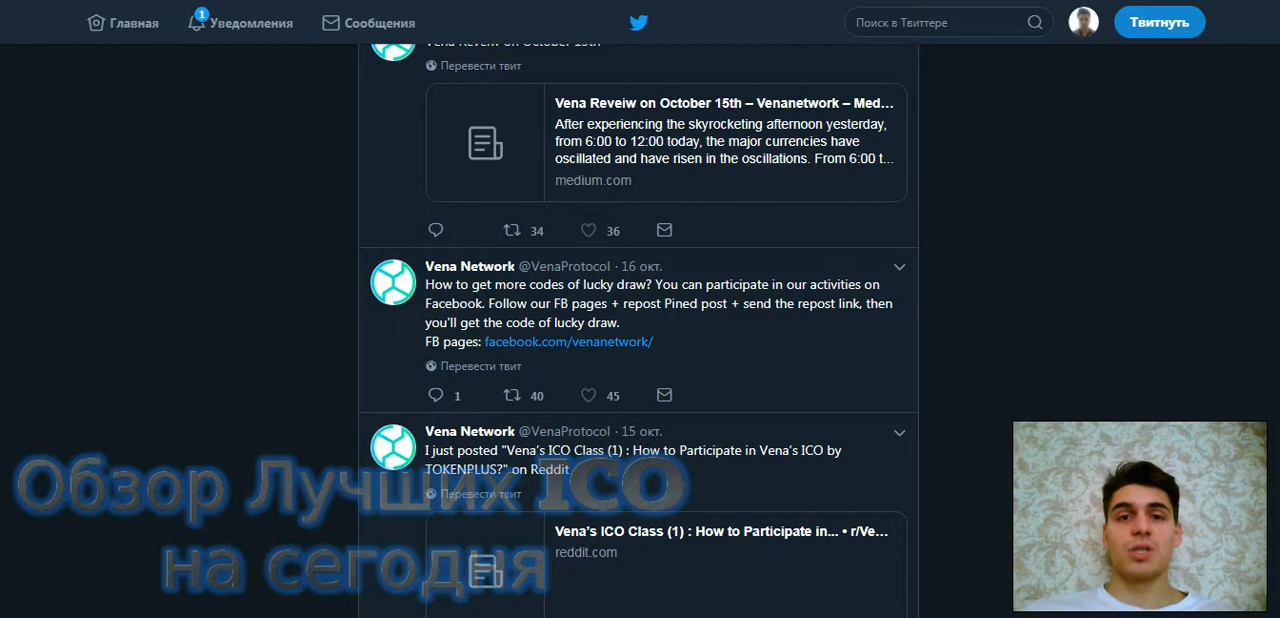 Главная
1
Уведомления
Сообщения
Поиск в Твиттере
Твитнуть
Vena Reveiw on October 15th
Перевести твит
Vena Reveiw on October 15th – Venanetwork – Med...
After experiencing the skyrocketing afternoon yesterday,
from 6:00 to 12:00 today, the major currencies have
oscillated and have risen in the oscillations. From 6:00 t...
medium.com
34
36
Vena Network @VenaProtocol · 16 окт.
How to get more codes of lucky draw? You can participate in our activities on
Facebook. Follow our FB pages + repost Pined post + send the repost link, then
you'll get the code of lucky draw.
FB pages: facebook.com/venanetwork/
Перевести твит
1
40
45
Vena Network @VenaProtocol · 15 окт.
I just posted "Vena's ICO Class (1) : How to Participate in Vena's ICO by
TOKENPLUS?" on Reddit
Перевести твит
Vena's ICO Class (1) : How to Participate in... • r/Ve...
reddit.com
Обзор Лучших ICO
на сегодня